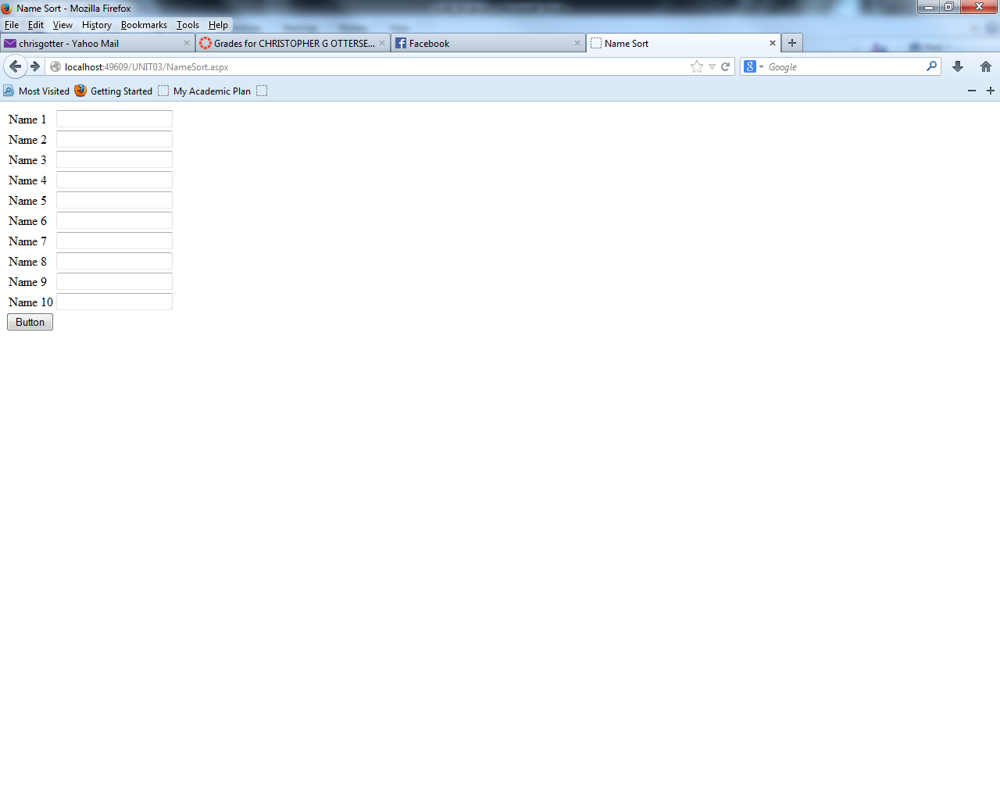 Name Sort - Mozilla Firefox
File Edit View History Bookmarks Tools Help
chrisgotter - Yahoo Mail Grades for CHRISTOPHER G OTTERSE... Facebook Name Sort
localhost:49609/UNIT03/NameSort.aspx 8 Google
Most Visited Getting Started My Academic Plan
Name 1
Name 2
Name 3
Name 4
Name 5
Name 6
Name 7
Name 8
Name 9
Name 10
Button